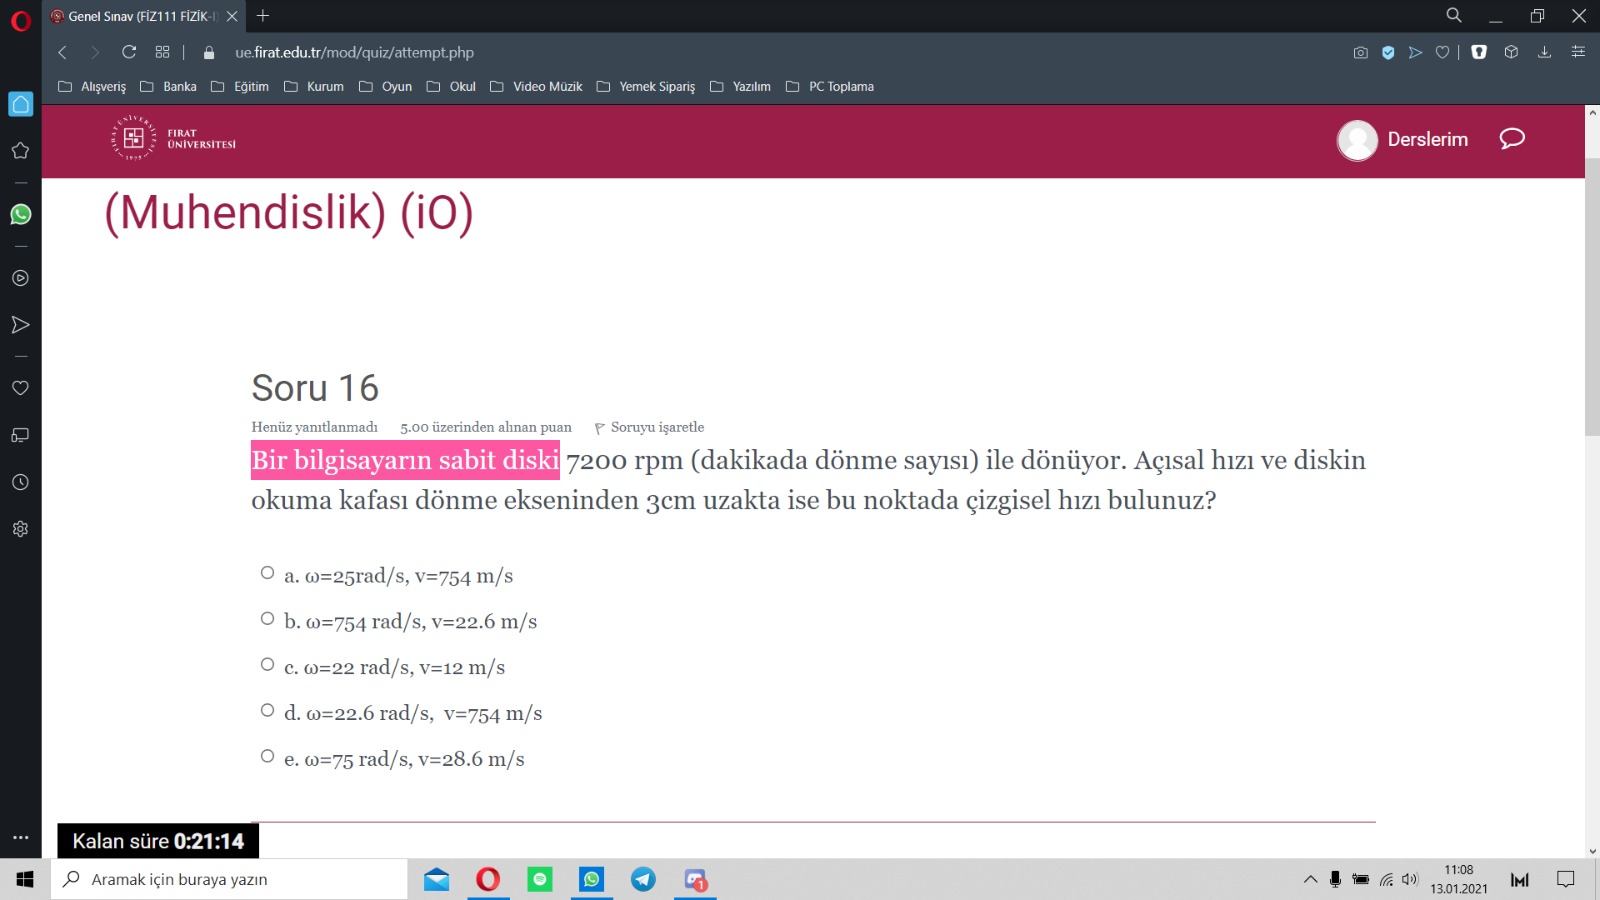 Genel Sınav (FİZ111 FİZİK-I)
ue.firat.edu.tr/mod/quiz/attempt.php
Alışveriş Banka Eğitim Kurum Oyun Okul Video Müzik Yemek Sipariş Yazılım PC Toplama
FIRAT
ÜNİVERSİTESİ
Derslerim
(Muhendislik) (iO)
Soru 16
Henüz yanıtlanmadı 5.00 üzerinden alınan puan Soruyu işaretle
Bir bilgisayarın sabit diski 7200 rpm (dakikada dönme sayısı) ile dönüyor. Açısal hızı ve diskin
okuma kafası dönme ekseninden 3cm uzakta ise bu noktada çizgisel hızı bulunuz?
a. ω=25rad/s, v=754 m/s
b. ω=754 rad/s, v=22.6 m/s
c. ω=22 rad/s, v=12 m/s
d. ω=22.6 rad/s, v=754 m/s
e. ω=75 rad/s, v=28.6 m/s
Kalan süre 0:21:14
Aramak için buraya yazın
1
11:08
13.01.2021